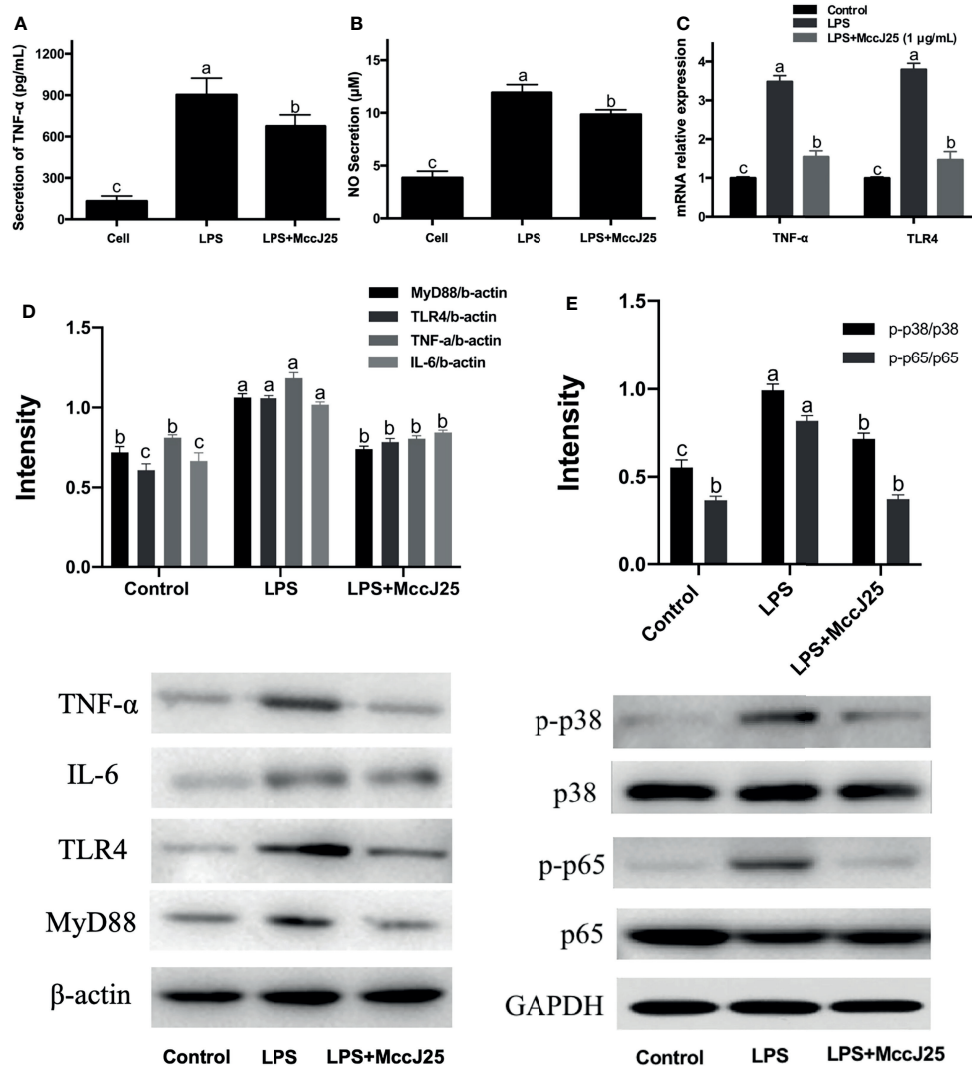 A
Secretion of TNF-α (pg/mL)
1200
900
600
300
0
c
a
b
Cell
LPS
LPS+MccJ25
B
NO Secretion (μM)
15
10
5
0
c
a
b
Cell
LPS
LPS+MccJ25
C
Control
LPS
LPS+MccJ25 (1 μg/mL)
mRNA relative expression
4
2
0
c
a
b
c
a
b
TNF-α
TLR4
D
MyD88/b-actin
TLR4/b-actin
TNF-a/b-actin
IL-6/b-actin
Intensity
1.5
1.0
0.5
0.0
b
c
b
c
a
a
a
a
b
b
b
b
Control
LPS
LPS+MccJ25
E
p-p38/p38
p-p65/p65
Intensity
1.5
1.0
0.5
0.0
c
b
a
a
b
b
Control
LPS
LPS+MccJ25
TNF-α
IL-6
TLR4
MyD88
β-actin
Control LPS LPS+MccJ25
p-p38
p38
p-p65
p65
GAPDH
Control LPS LPS+MccJ25